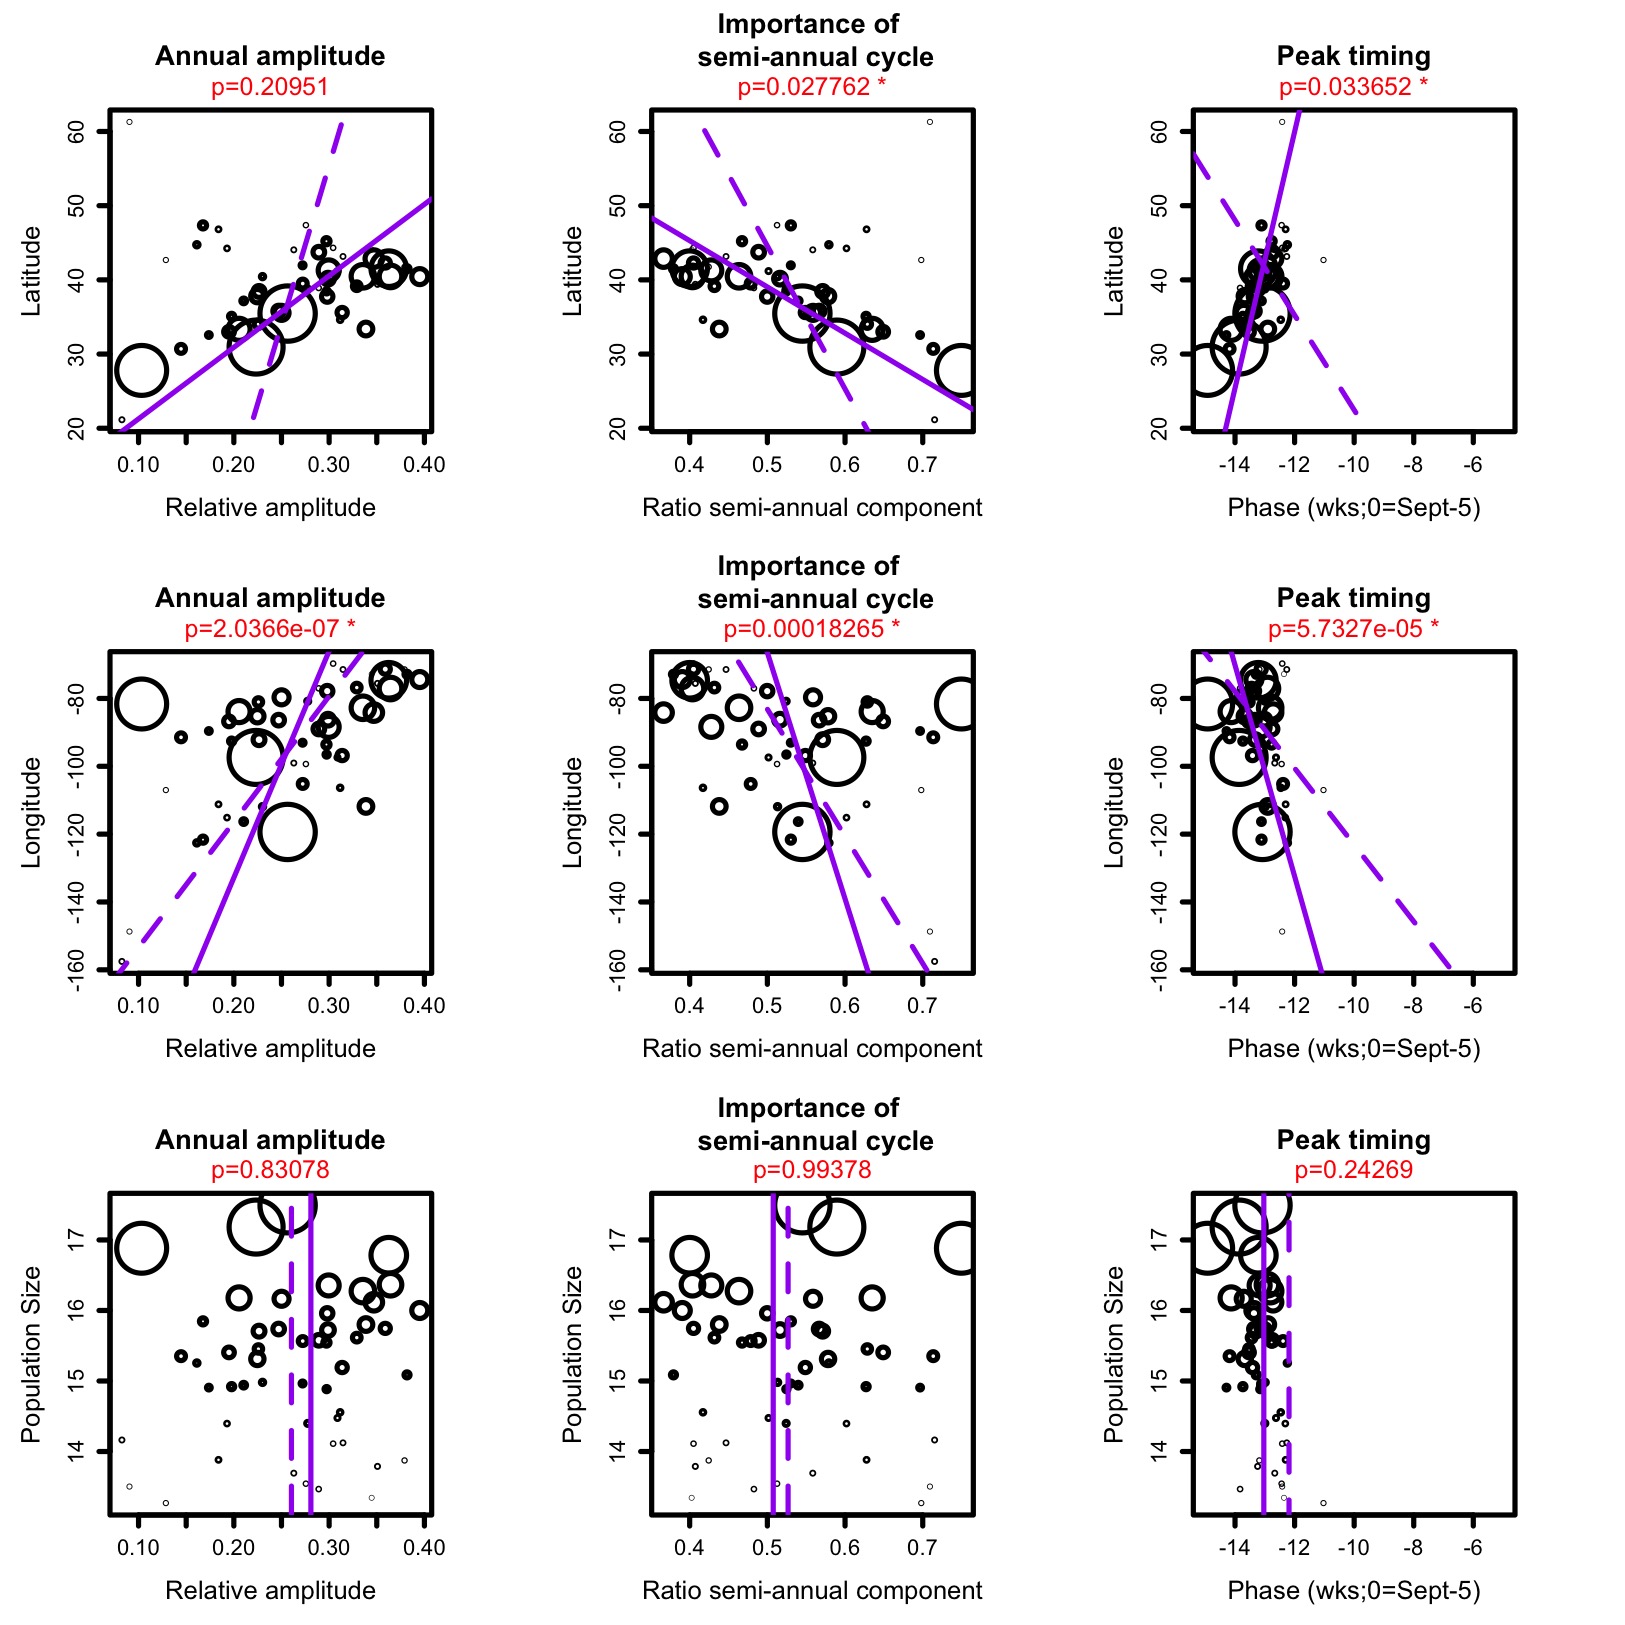 Annual amplitude
p=0.20951
60
50
40
30
20
Latitude
0.10 0.20 0.30 0.40
Relative amplitude
Importance of
semi-annual cycle
p=0.027762 *
60
50
40
30
20
Latitude
0.4 0.5 0.6 0.7
Ratio semi-annual component
Peak timing
p=0.033652 *
60
50
40
30
20
Latitude
-14 -12 -10 -8 -6
Phase (wks;0=Sept-5)
Annual amplitude
p=2.0366e-07 *
-80
-100
-120
-140
-160
Longitude
0.10 0.20 0.30 0.40
Relative amplitude
Importance of
semi-annual cycle
p=0.00018265 *
-80
-100
-120
-140
-160
Longitude
0.4 0.5 0.6 0.7
Ratio semi-annual component
Peak timing
p=5.7327e-05 *
-80
-100
-120
-140
-160
Longitude
-14 -12 -10 -8 -6
Phase (wks;0=Sept-5)
Annual amplitude
p=0.83078
17
16
15
14
Population Size
0.10 0.20 0.30 0.40
Relative amplitude
Importance of
semi-annual cycle
p=0.99378
17
16
15
14
Population Size
0.4 0.5 0.6 0.7
Ratio semi-annual component
Peak timing
p=0.24269
17
16
15
14
Population Size
-14 -12 -10 -8 -6
Phase (wks;0=Sept-5)